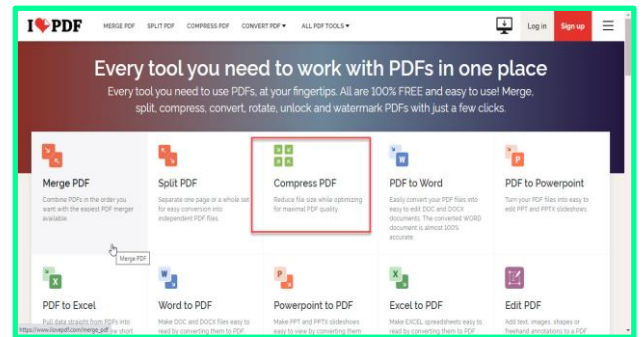 I PDF
MERGE PDF SPLIT PDF COMPRESS PDF CONVERT PDF ALL PDF TOOLS Log in Sign up
Every tool you need to work with PDFs in one place
Every tool you need to use PDFs, at your fingertips. All are 100% FREE and easy to use! Merge,
split, compress, convert, rotate, unlock and watermark PDFs with just a few clicks.
Merge PDF
Combine PDFs in the order you
want with the easiest PDF merger
available.
Merge PDF
Split PDF
Separate one page or a whole set
for easy conversion into
independent PDF files.
Compress PDF
Reduce file size while optimizing
for maximal PDF quality.
W
PDF to Word
Easily convert your PDF files into
easy to edit DOC and DOCX
documents. The converted WORD
document is almost 100%
accurate.
P
PDF to Powerpoint
Turn your PDF files into easy to
edit PPT and PPTX slideshows.
X
PDF to Excel
Pull data straight from PDFs into
short
https://www.ilovepdf.com/merge_pdf
W
Word to PDF
Make DOC and DOCX files easy to
read by converting them to PDF.
P
Powerpoint to PDF
Make PPT and PPTX slideshows
easy to view by converting them
X
Excel to PDF
Make EXCEL spreadsheets easy to
read by converting them to PDF.
Edit PDF
Add text, images, shapes or
freehand annotations to a PDF